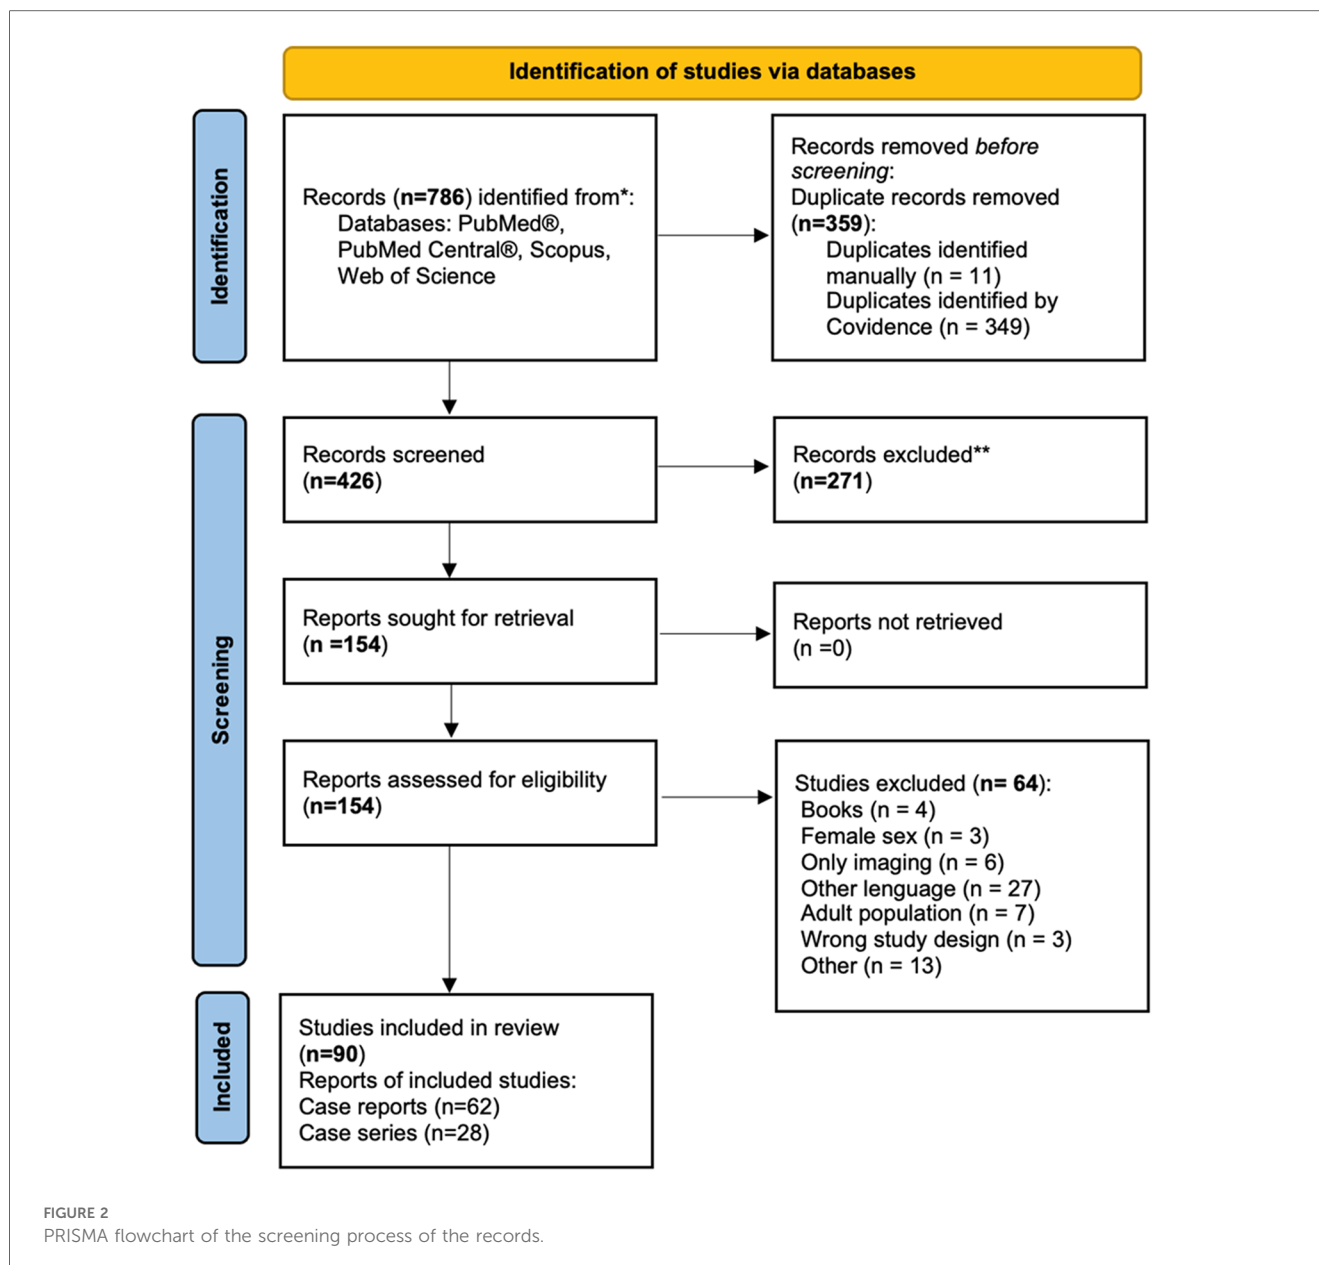 Identification of studies via databases
Identification
Records (n=786) identified from*:
Databases: PubMed®,
PubMed Central®, Scopus,
Web of Science
Records removed before
screening:
Duplicate records removed
(n=359):
Duplicates identified
manually (n = 11)
Duplicates identified by
Covidence (n = 349)
Screening
Records screened
(n=426)
Records excluded**
(n=271)
Reports sought for retrieval
(n =154)
Reports not retrieved
(n =0)
Reports assessed for eligibility
(n=154)
Studies excluded (n= 64):
Books (n = 4)
Female sex (n = 3)
Only imaging (n = 6)
Other lenguage (n = 27)
Adult population (n = 7)
Wrong study design (n = 3)
Other (n = 13)
Included
Studies included in review
(n=90)
Reports of included studies:
Case reports (n=62)
Case series (n=28)
FIGURE 2
PRISMA flowchart of the screening process of the records.